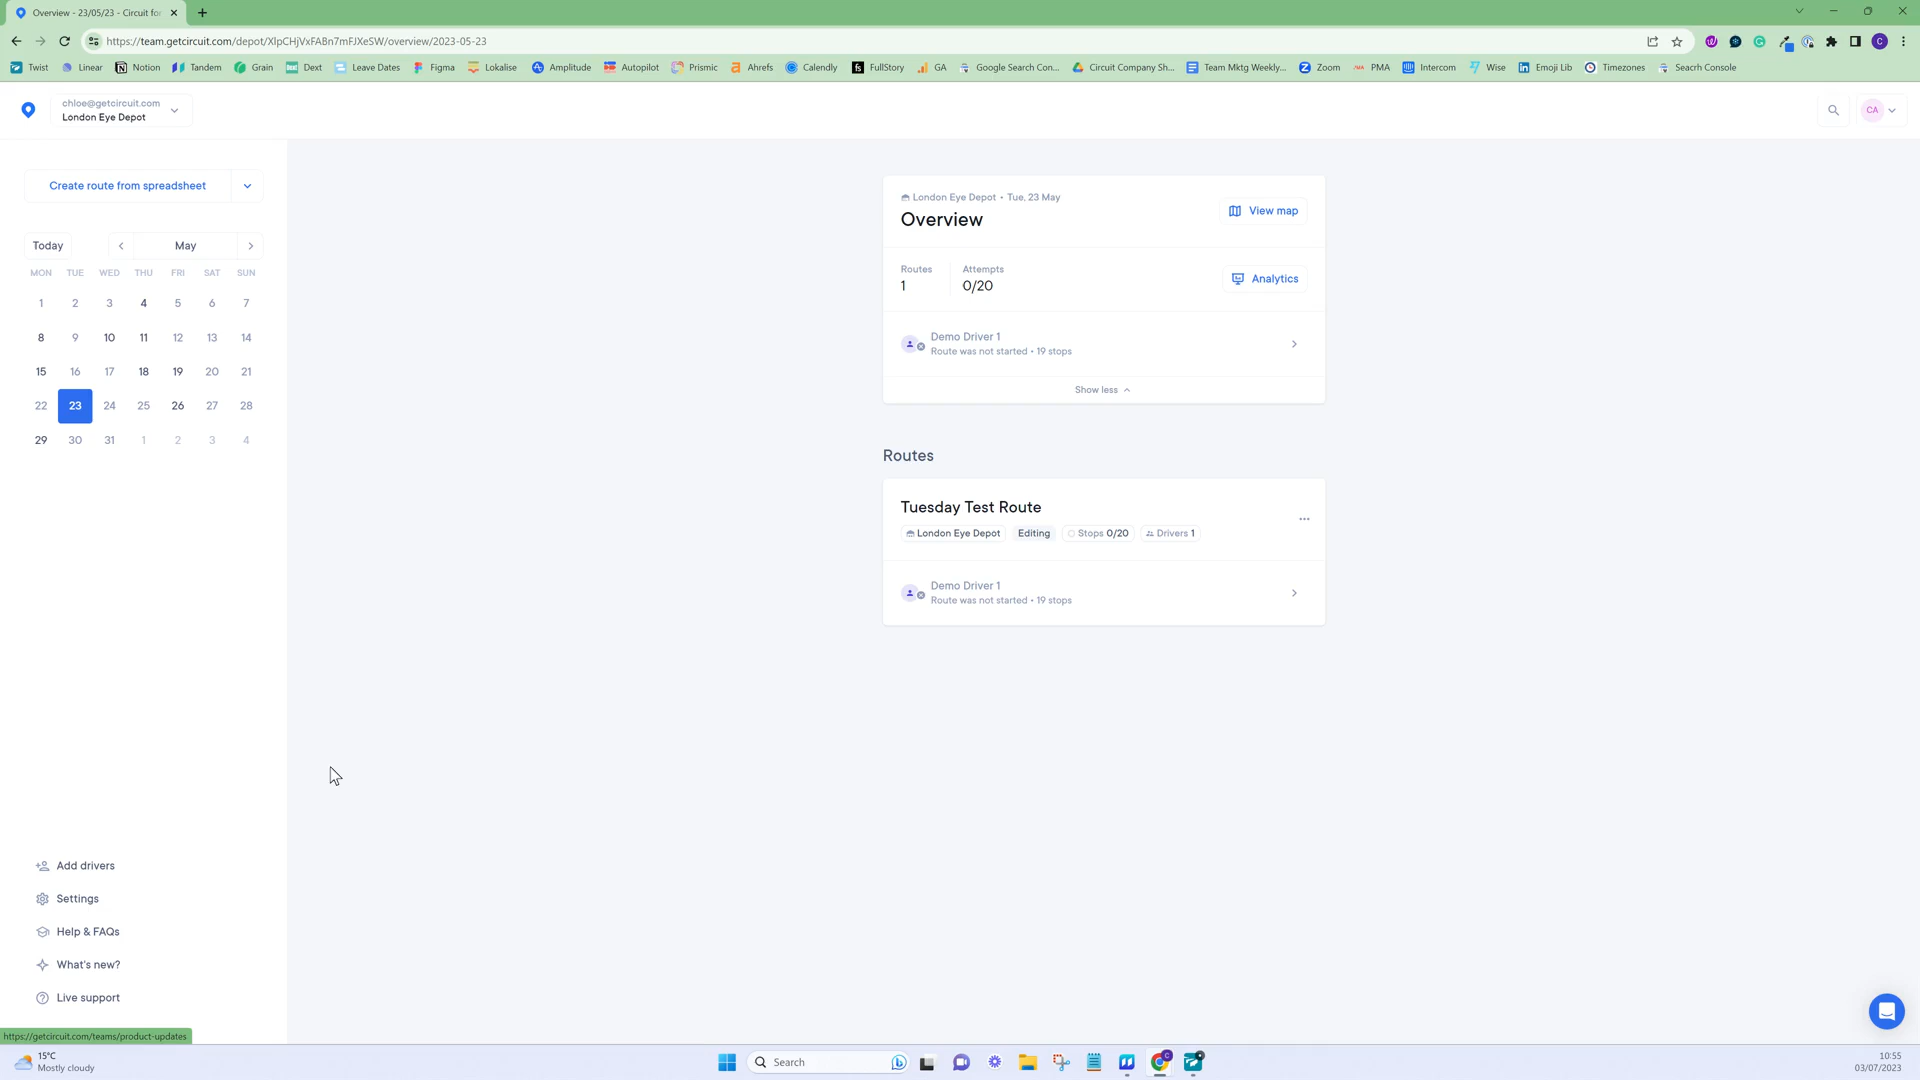 Overview - 23/05/23 - Circuit for
https://team.getcircuit.com/depot/XlpCHjVxFABn7mFJXeSW/overview/2023-05-23
C
Twist Linear Notion Tandem Grain Dext Leave Dates Figma Lokalise Amplitude Autopilot Prismic Ahrefs Calendly FullStory GA Google Search Con... Circuit Company Sh... Team Mktg Weekly... Zoom PMA Intercom Wise Emoji Lib Timezones Seacrh Console
chloe@getcircuit.com
London Eye Depot
CA
Create route from spreadsheet
Today
May
MON TUE WED THU FRI SAT SUN
1 2 3 4 5 6 7
8 9 10 11 12 13 14
15 16 17 18 19 20 21
22 23 24 25 26 27 28
29 30 31 1 2 3 4
London Eye Depot • Tue, 23 May
Overview
View map
Routes
1
Attempts
0/20
Analytics
Demo Driver 1
Route was not started • 19 stops
Show less
Routes
Tuesday Test Route
London Eye Depot Editing Stops 0/20 Drivers 1
Demo Driver 1
Route was not started • 19 stops
Add drivers
Settings
Help & FAQs
What's new?
Live support
https://getcircuit.com/teams/product-updates
15°C
Mostly cloudy
Search
10:55
03/07/2023